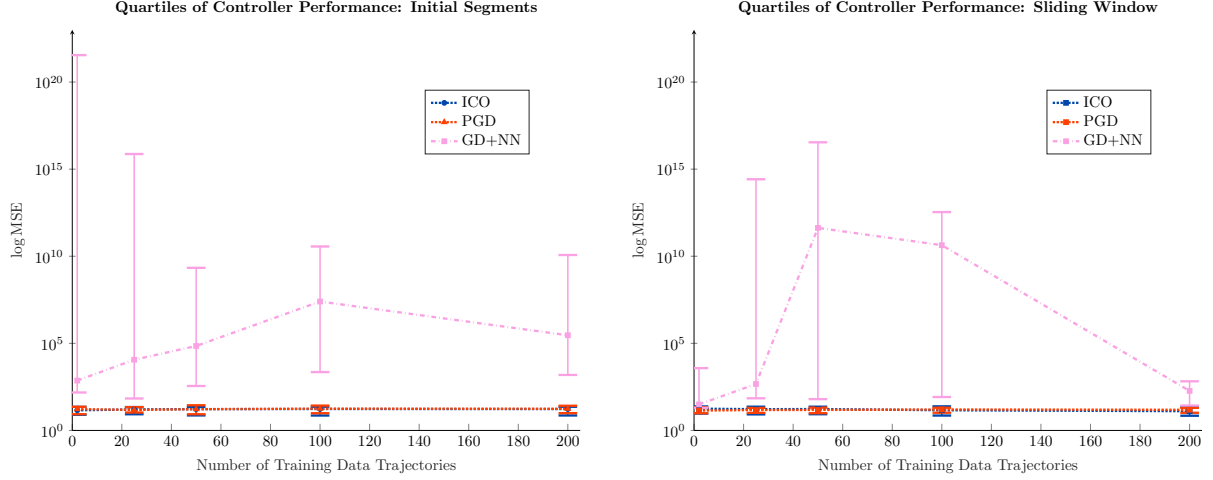 Quartiles of Controller Performance: Initial Segments
10^20
10^15
10^10
10^5
10^0
log MSE
ICO
PGD
GD+NN
0 20 40 60 80 100 120 140 160 180 200
Number of Training Data Trajectories
Quartiles of Controller Performance: Sliding Window
10^20
10^15
10^10
10^5
10^0
log MSE
ICO
PGD
GD+NN
0 20 40 60 80 100 120 140 160 180 200
Number of Training Data Trajectories